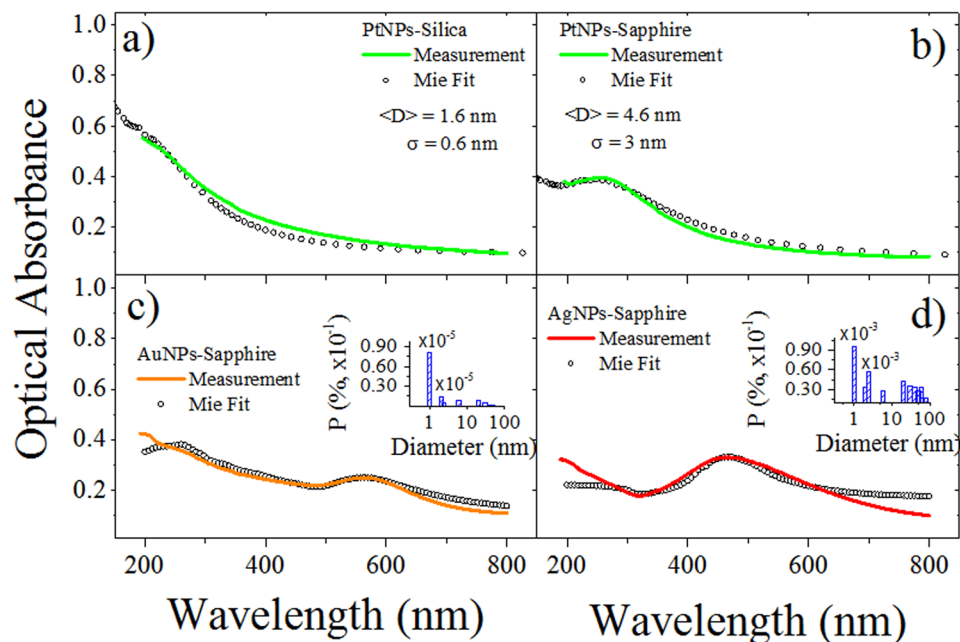 Optical Absorbance
1.0
0.8
0.6
0.4
0.2
a)
PtNPs-Silica
Measurement
Mie Fit
<D> = 1.6 nm
σ = 0.6 nm
b)
PtNPs-Sapphire
Measurement
Mie Fit
<D> = 4.6 nm
σ = 3 nm
1.0
0.8
0.6
0.4
0.2
c)
AuNPs-Sapphire
Measurement
Mie Fit
P (%, x10⁻¹)
0.90
0.60
0.30
x10⁻⁵
x10⁻⁵
1 10 100
Diameter (nm)
d)
AgNPs-Sapphire
Measurement
Mie Fit
P (%, x10⁻¹)
0.90
0.60
0.30
x10⁻³
x10⁻³
1 10 100
Diameter (nm)
200 400 600 800
200 400 600 800
Wavelength (nm)
Wavelength (nm)